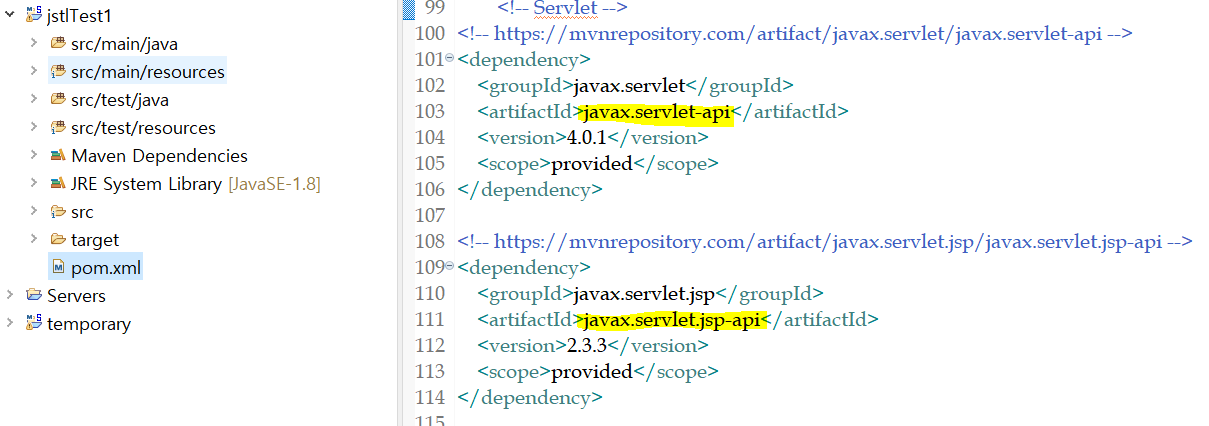 jstlTest1
src/main/java
src/main/resources
src/test/java
src/test/resources
Maven Dependencies
JRE System Library [JavaSE-1.8]
src
target
pom.xml
Servers
temporary
99 <!-- Servlet -->
100 <!-- https://mvnrepository.com/artifact/javax.servlet/javax.servlet-api -->
101 <dependency>
102 <groupId>javax.servlet</groupId>
103 <artifactId>javax.servlet-api</artifactId>
104 <version>4.0.1</version>
105 <scope>provided</scope>
106 </dependency>
107
108 <!-- https://mvnrepository.com/artifact/javax.servlet.jsp/javax.servlet.jsp-api -->
109 <dependency>
110 <groupId>javax.servlet.jsp</groupId>
111 <artifactId>javax.servlet.jsp-api</artifactId>
112 <version>2.3.3</version>
113 <scope>provided</scope>
114 </dependency>
115